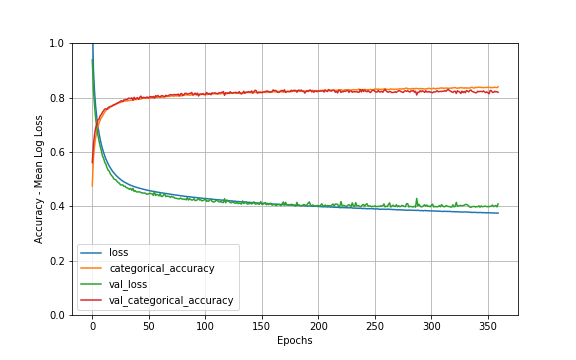 1.0
0.8
0.6
0.4
0.2
0.0
Accuracy - Mean Log Loss
loss
categorical_accuracy
val_loss
val_categorical_accuracy
0 50 100 150 200 250 300 350
Epochs